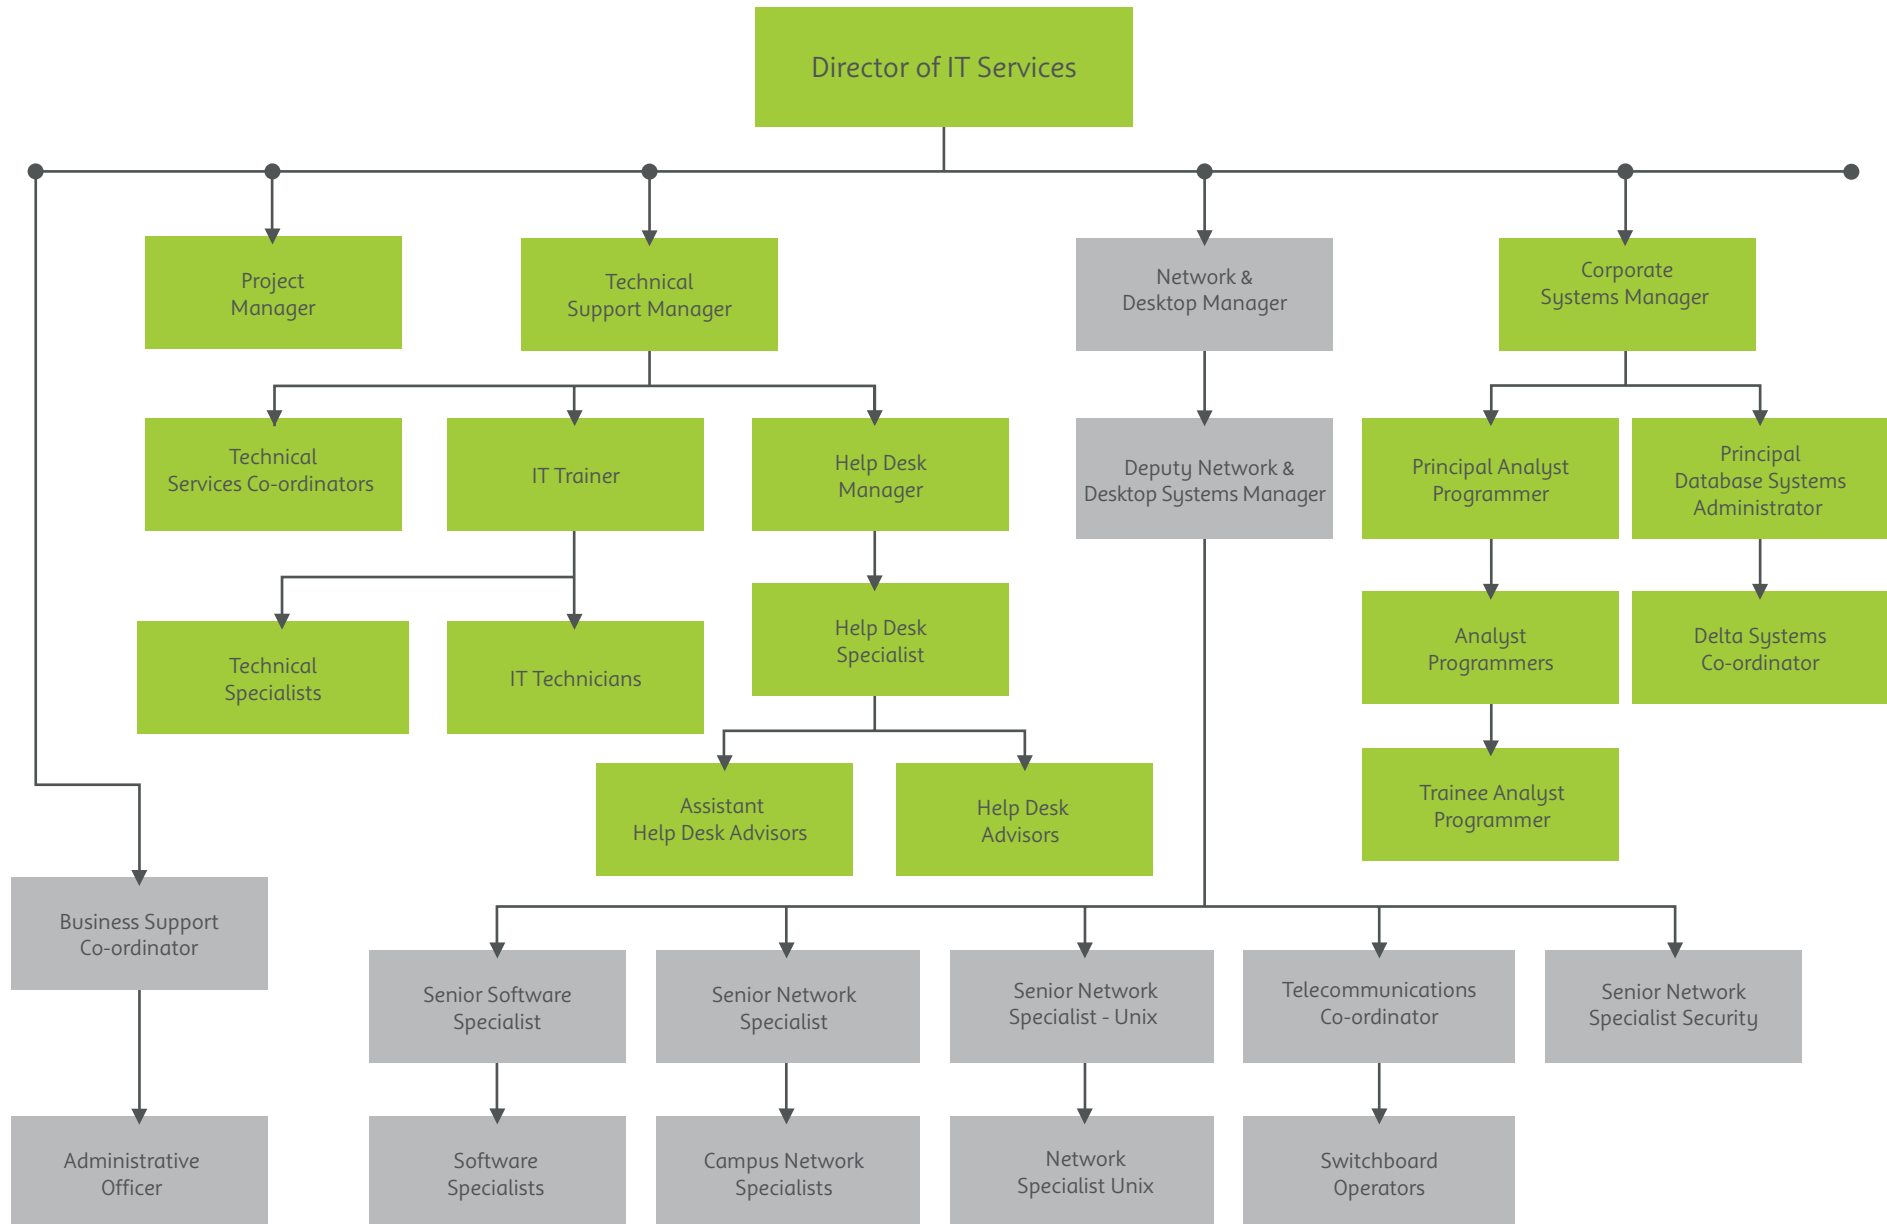 Director of IT Services
Project
Manager
Technical
Support Manager
Network &
Desktop Manager
Corporate
Systems Manager
Technical
Services Co-ordinators
IT Trainer
Help Desk
Manager
Deputy Network &
Desktop Systems Manager
Principal Analyst
Programmer
Principal
Database Systems
Administrator
Technical
Specialists
IT Technicians
Help Desk
Specialist
Analyst
Programmers
Delta Systems
Co-ordinator
Assistant
Help Desk Advisors
Help Desk
Advisors
Trainee Analyst
Programmer
Business Support
Co-ordinator
Senior Software
Specialist
Senior Network
Specialist
Senior Network
Specialist - Unix
Telecommunications
Co-ordinator
Senior Network
Specialist Security
Administrative
Officer
Software
Specialists
Campus Network
Specialists
Network
Specialist Unix
Switchboard
Operators